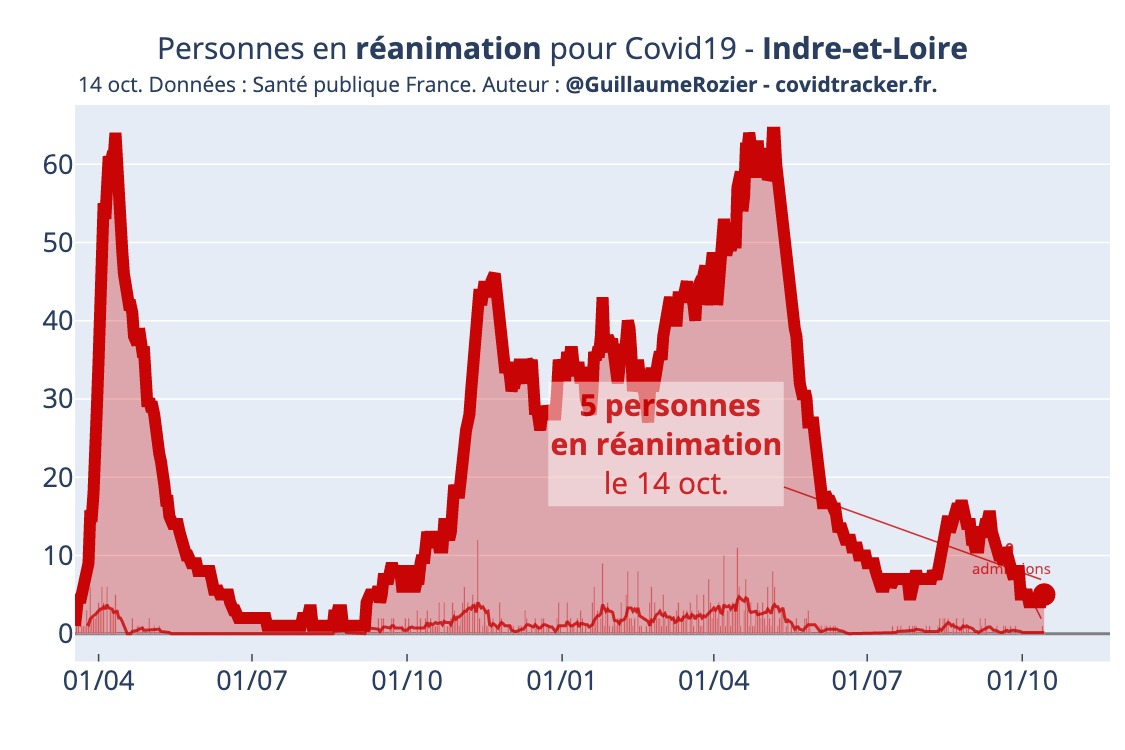 Personnes en réanimation pour Covid19 - Indre-et-Loire
14 oct. Données : Santé publique France. Auteur : @GuillaumeRozier - covidtracker.fr.
60
50
40
30
20
10
0
5 personnes
en réanimation
le 14 oct.
admissions
01/04
01/07
01/10
01/01
01/04
01/07
01/10